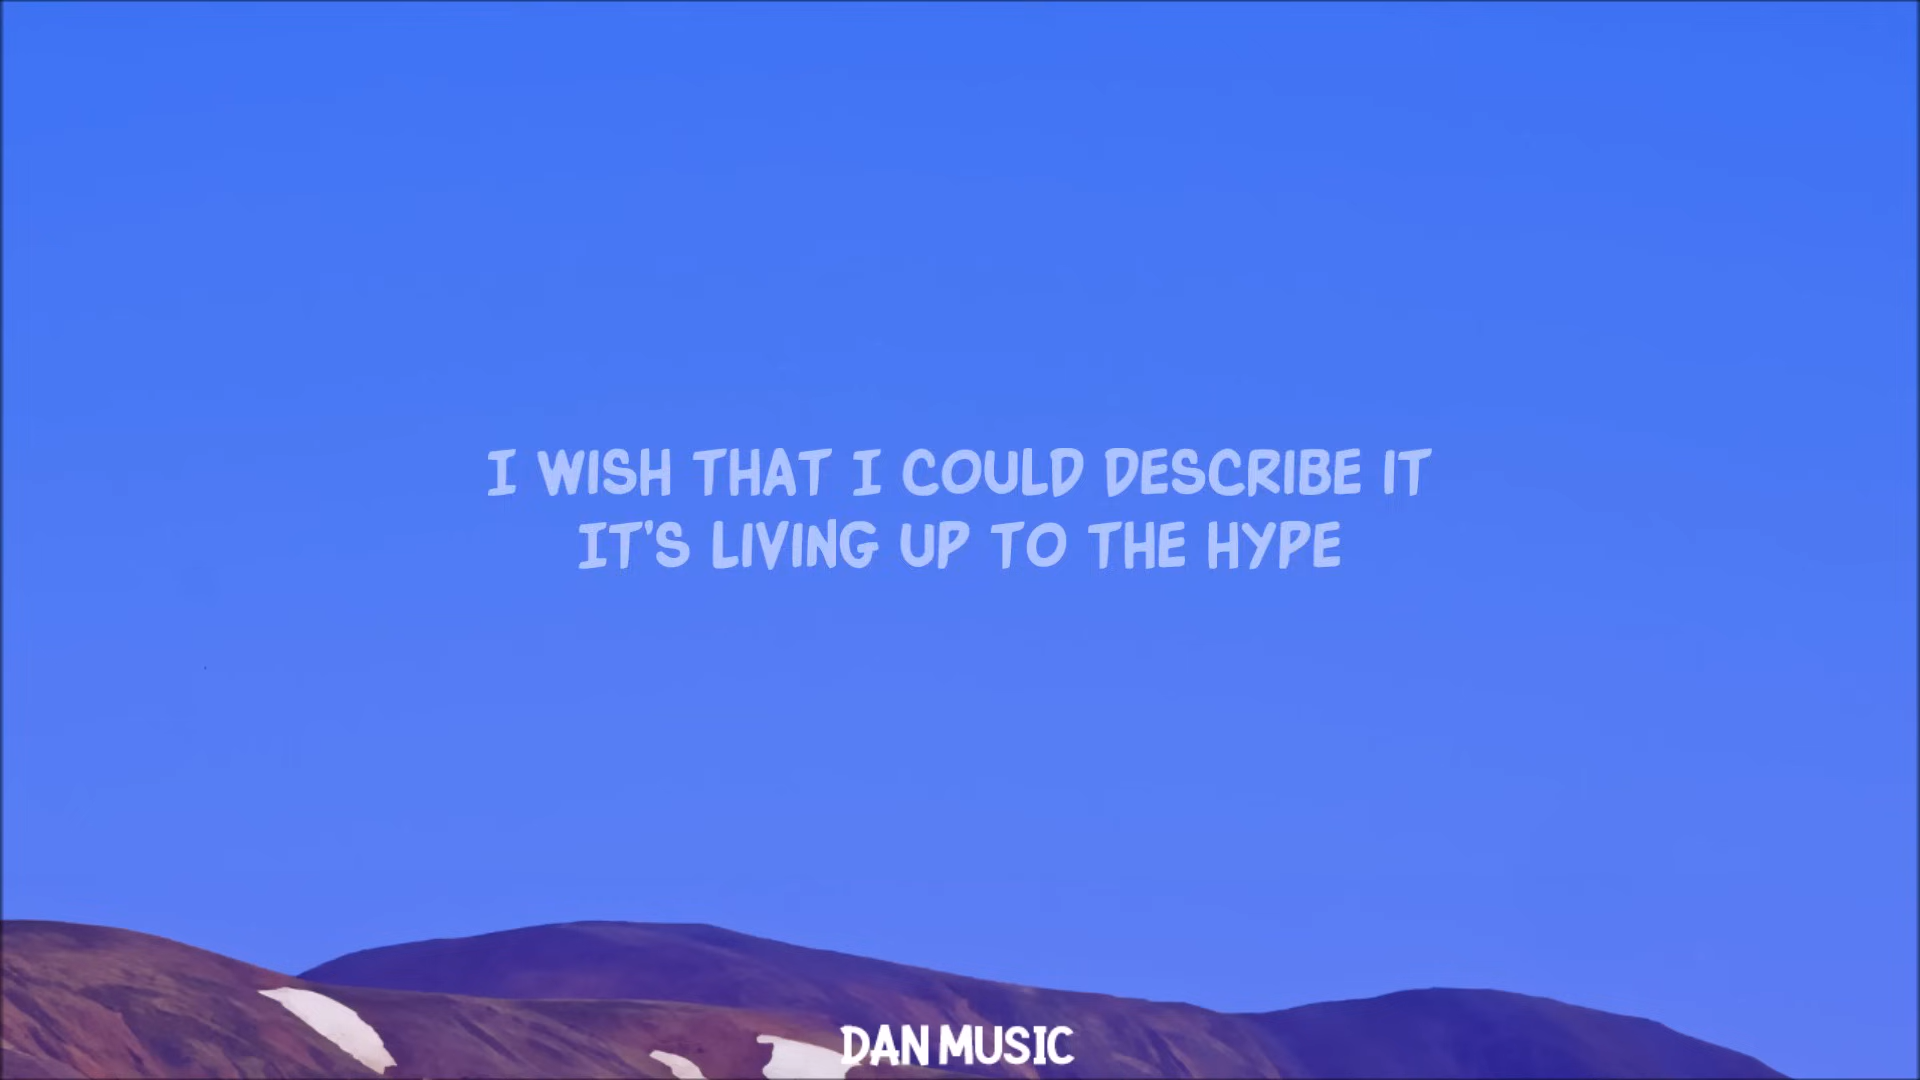 I WISH THAT I COULD DESCRIBE IT
IT'S LIVING UP TO THE HYPE
DAN MUSIC